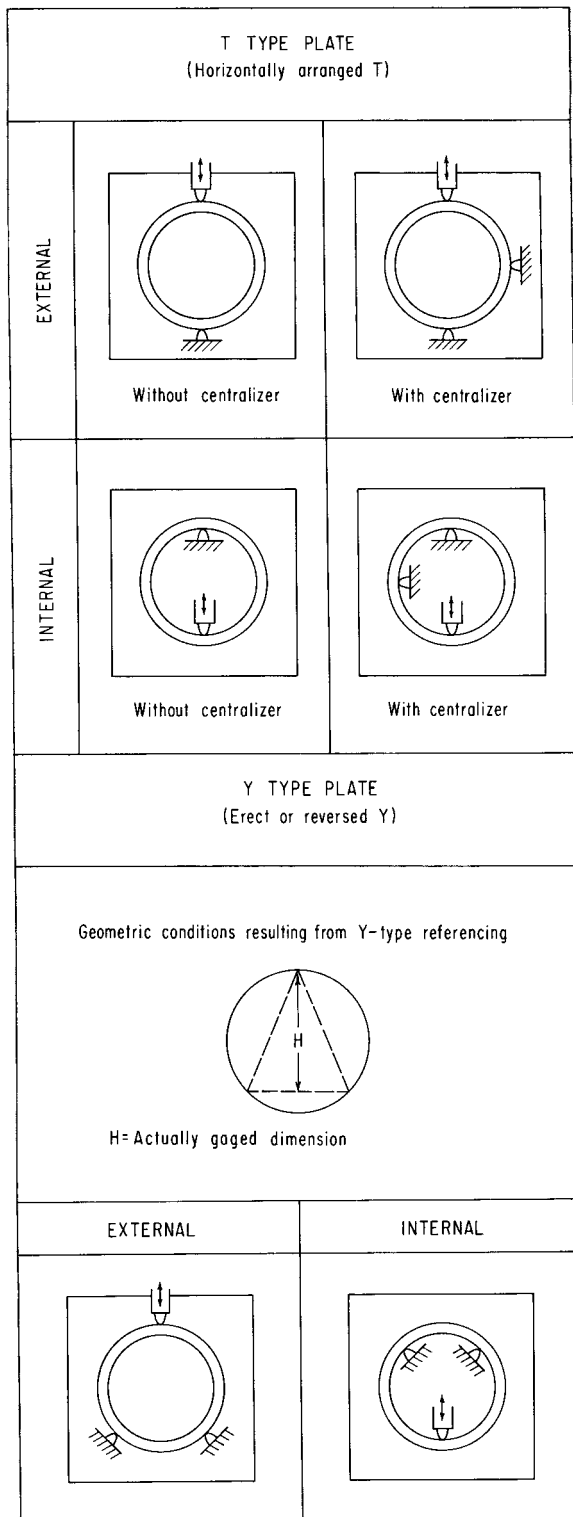 T TYPE PLATE
(Horizontally arranged T)
EXTERNAL
Without centralizer
With centralizer
INTERNAL
Without centralizer
With centralizer
Y TYPE PLATE
(Erect or reversed Y)
Geometric conditions resulting from Y-type referencing
H
H= Actually gaged dimension
EXTERNAL
INTERNAL